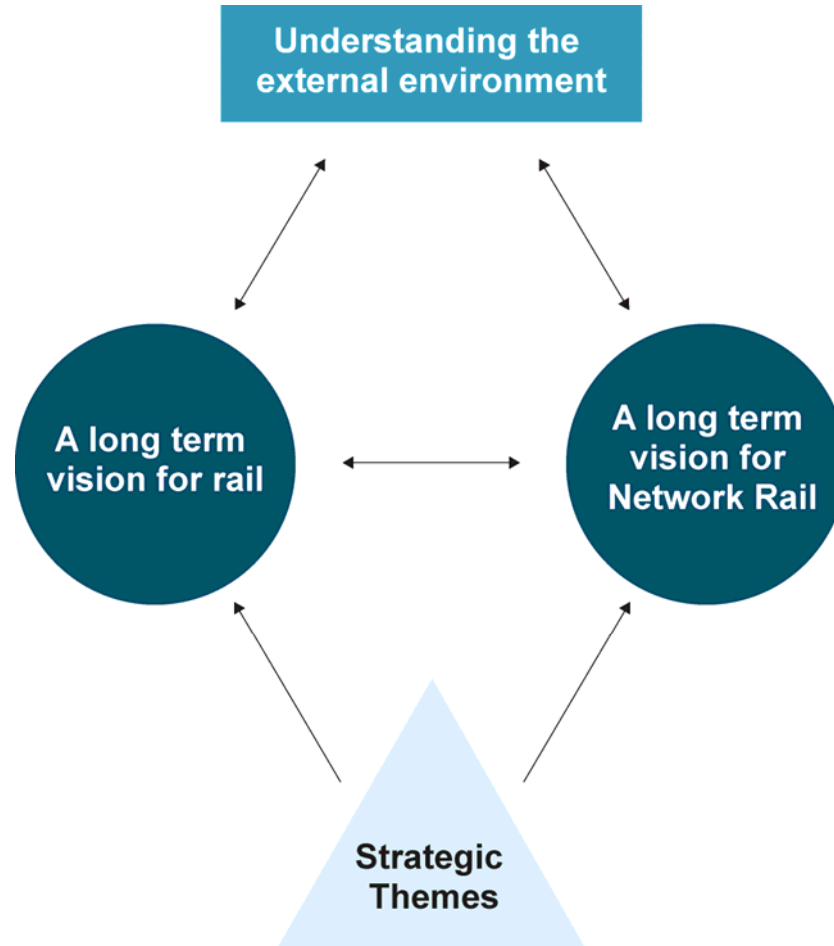 Understanding the
external environment
A long term
vision for rail
A long term
vision for
Network Rail
Strategic
Themes